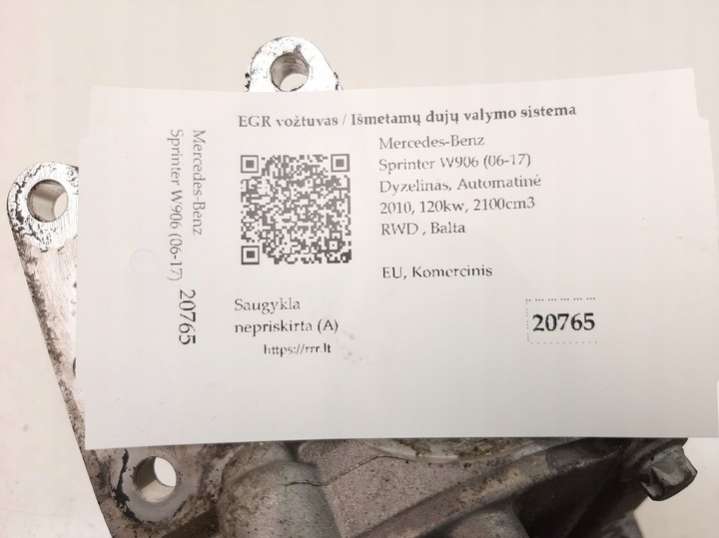 EGR vožtuvas / Išmetamų dujų valymo sistema
Mercedes-Benz
Sprinter W906 (06-17)
Dyzelinas, Automatinė
2010, 120kw, 2100cm3
RWD , Balta
EU, Komercinis
Saugykla
nepriskirta (A)
https://rrr.lt
20765
Mercedes-Benz
Sprinter W906 (06-17)
20765